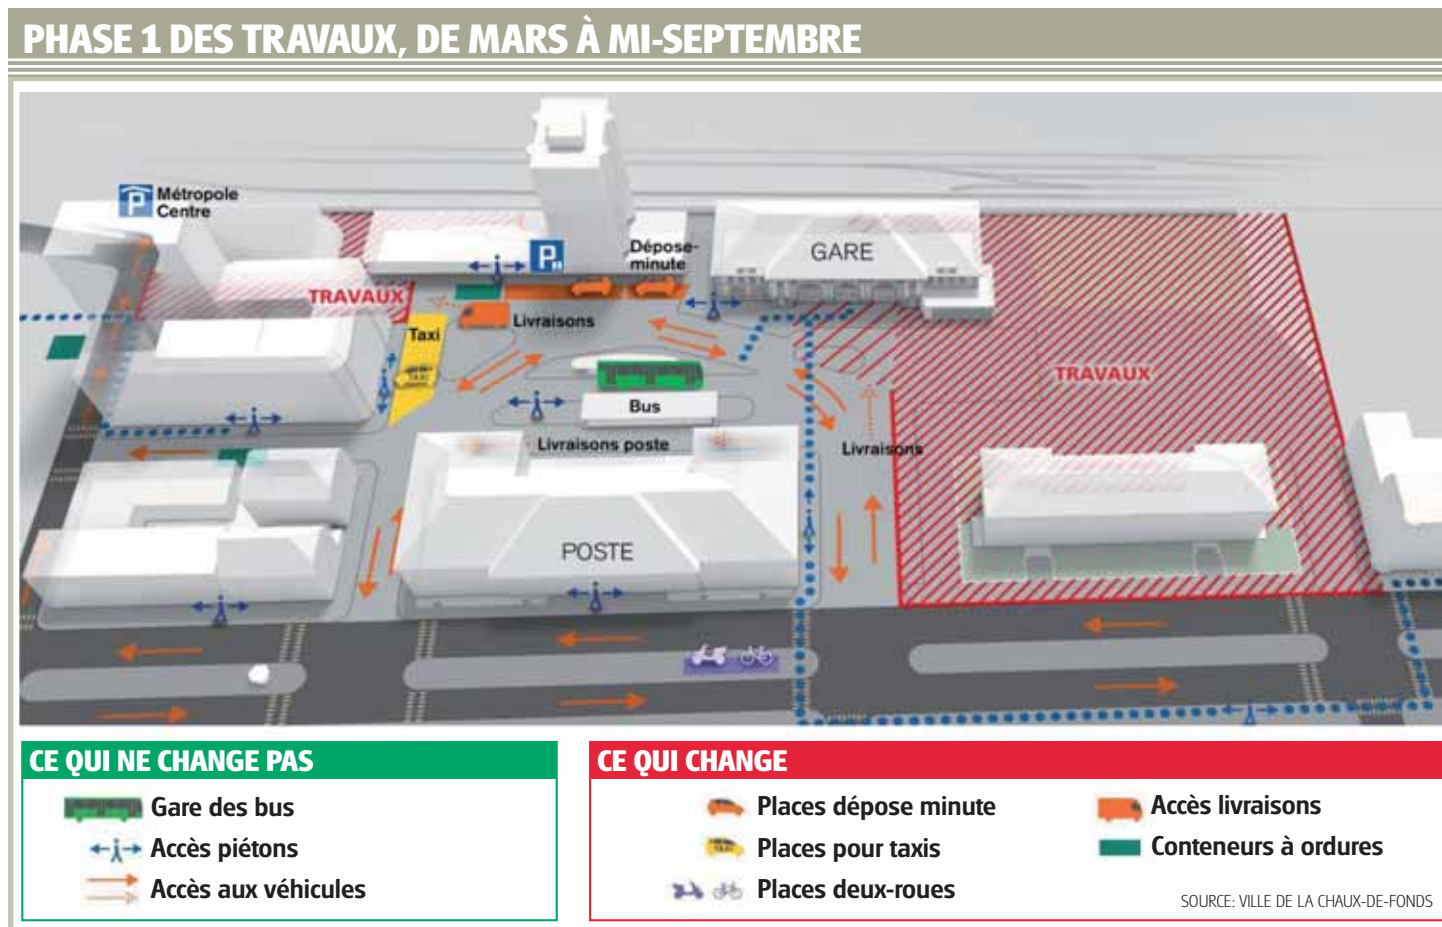 PHASE 1 DES TRAVAUX, DE MARS À MI-SEPTEMBRE
P Métropole
Centre
P
Dépose-
minute
GARE
TRAVAUX
Livraisons
Taxi
TAXI
TRAVAUX
Bus
Livraisons poste
Livraisons
POSTE
CE QUI NE CHANGE PAS
Gare des bus
Accès piétons
Accès aux véhicules
CE QUI CHANGE
Places dépose minute
TAXI
Places pour taxis
Places deux-roues
Accès livraisons
Conteneurs à ordures
SOURCE: VILLE DE LA CHAUX-DE-FONDS